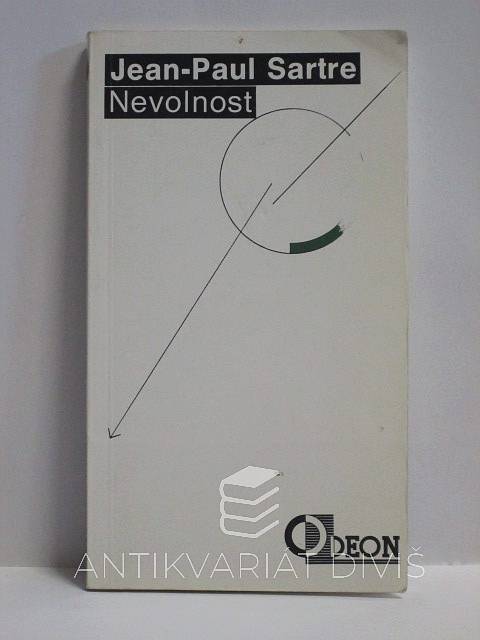 Jean-Paul Sartre
Nevolnost
ODEON
ANTIKVARIÁT DIVIŠ